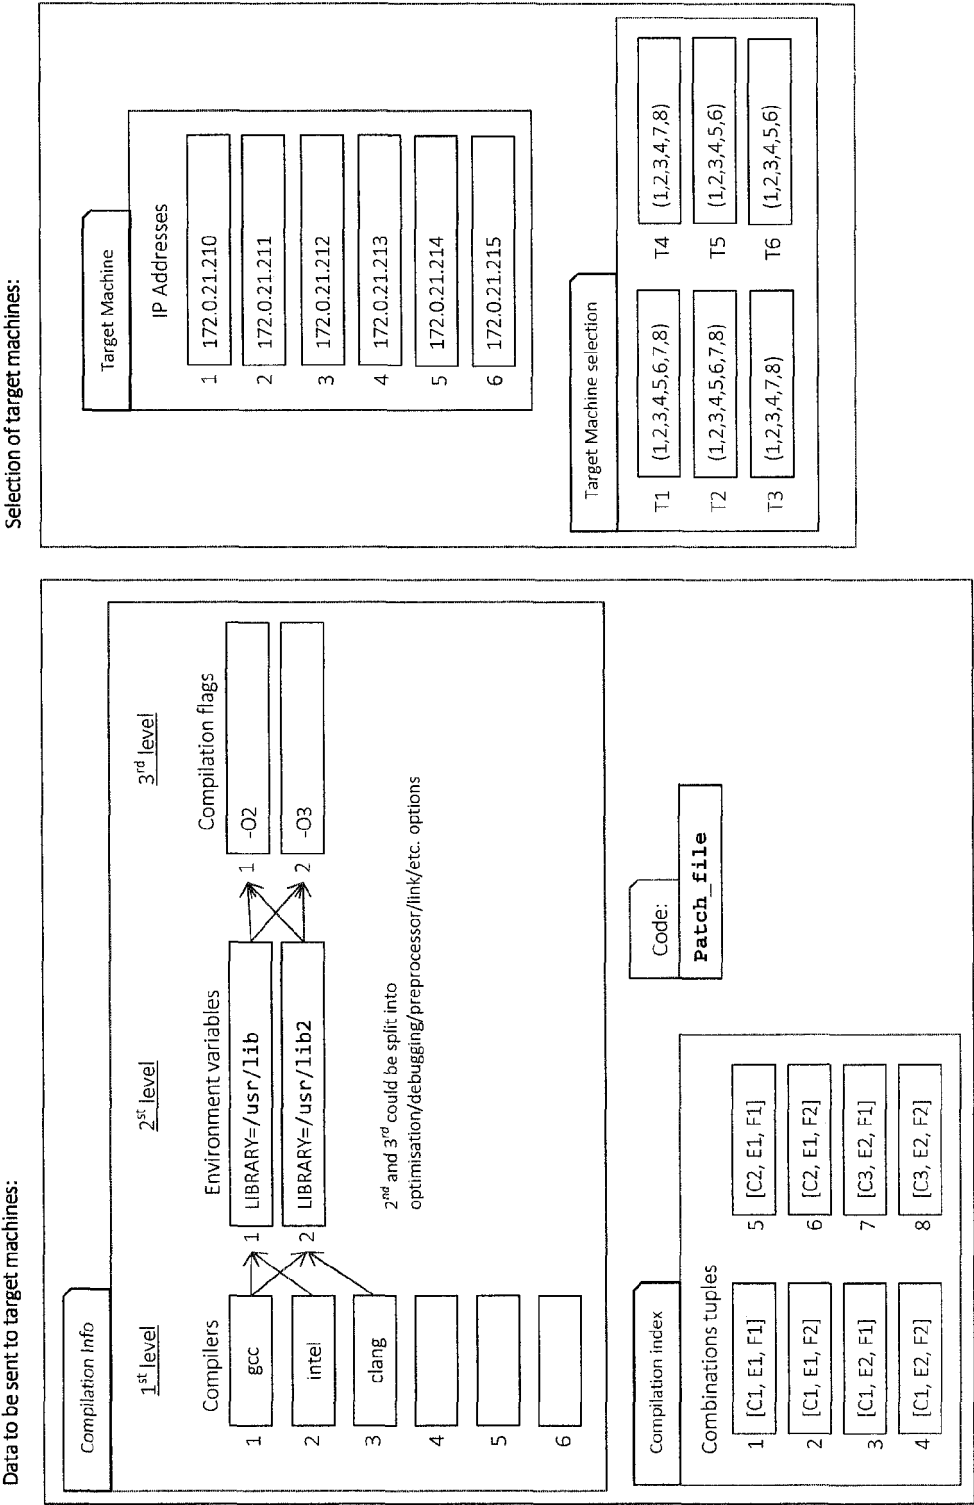 Data to be sent to target machines:
Compilation Info
1st level
Compilers
1 gcc
2 intel
3 clang
4
5
6
2st level
Environment variables
1 LIBRARY=/usr/lib
2 LIBRARY=/usr/lib2
3rd level
Compilation flags
1 -O2
2 -O3
2nd and 3rd could be split into
optimisation/debugging/preprocessor/link/etc. options
Compilation index
Combinations tuples
1 [C1, E1, F1]
2 [C1, E1, F2]
3 [C1, E2, F1]
4 [C1, E2, F2]
5 [C2, E1, F1]
6 [C2, E1, F2]
7 [C3, E2, F1]
8 [C3, E2, F2]
Code:
Patch_file
Selection of target machines:
Target Machine
IP Addresses
1 172.0.21.210
2 172.0.21.211
3 172.0.21.212
4 172.0.21.213
5 172.0.21.214
6 172.0.21.215
Target Machine selection
T1 (1,2,3,4,5,6,7,8)
T2 (1,2,3,4,5,6,7,8)
T3 (1,2,3,4,7,8)
T4 (1,2,3,4,7,8)
T5 (1,2,3,4,5,6)
T6 (1,2,3,4,5,6)